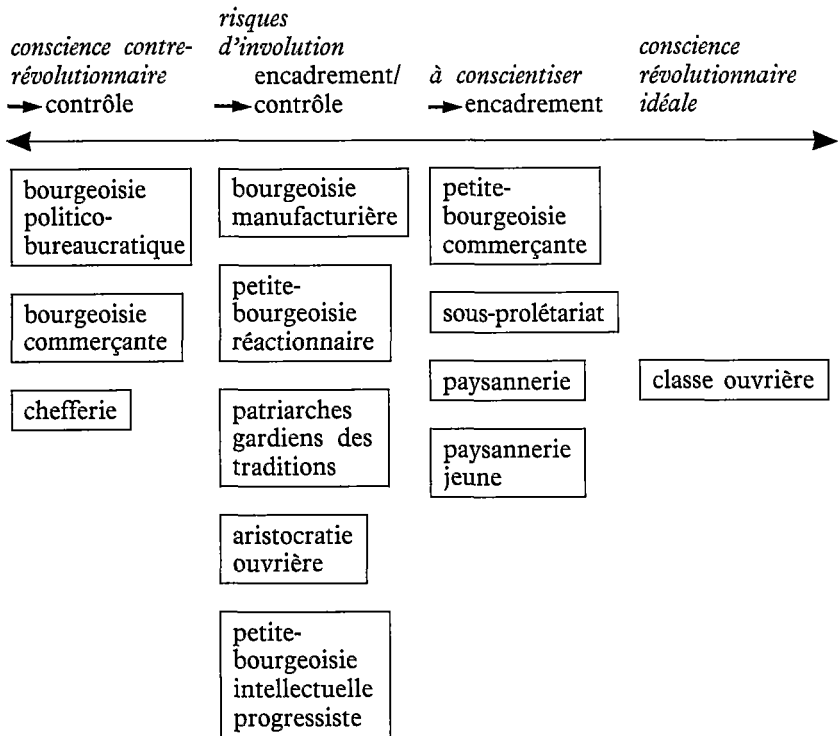 conscience contre-
révolutionnaire
→ contrôle
risques
d'involution
encadrement/
→ contrôle
à conscientiser
→ encadrement
conscience
révolutionnaire
idéale
bourgeoisie
politico-
bureaucratique
bourgeoisie
commerçante
chefferie
bourgeoisie
manufacturière
petite-
bourgeoisie
réactionnaire
patriarches
gardiens des
traditions
aristocratie
ouvrière
petite-
bourgeoisie
intellectuelle
progressiste
petite-
bourgeoisie
commerçante
sous-prolétariat
paysannerie
paysannerie
jeune
classe ouvrière